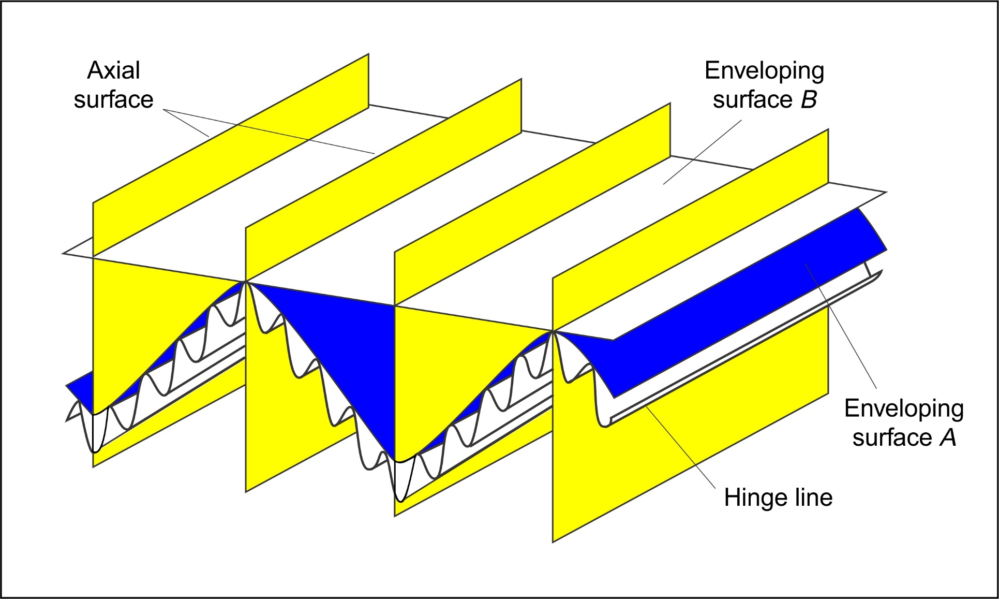 Axial
surface
Enveloping
surface B
Enveloping
surface A
Hinge line